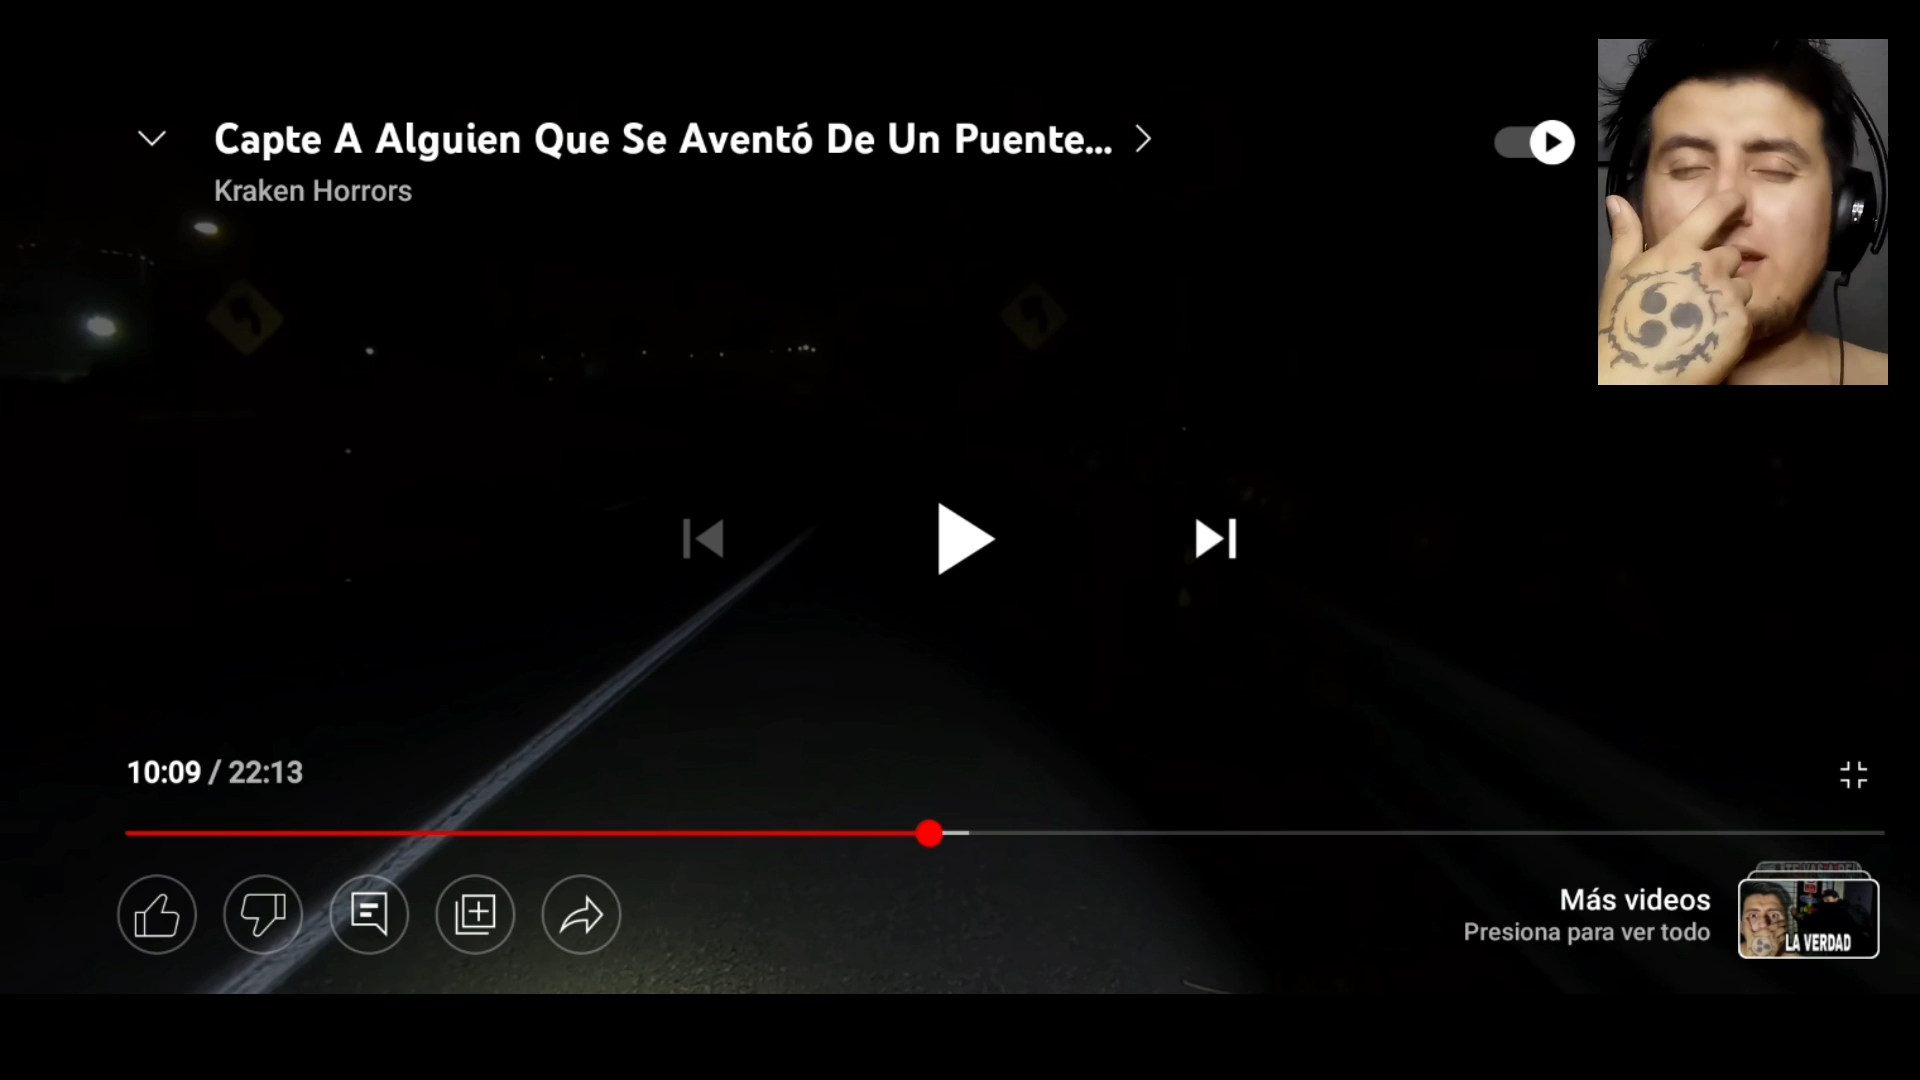 Capte A Alguien Que Se Aventó De Un Puente...
Kraken Horrors
10:09 / 22:13
Más videos
Presiona para ver todo
LA VERDAD